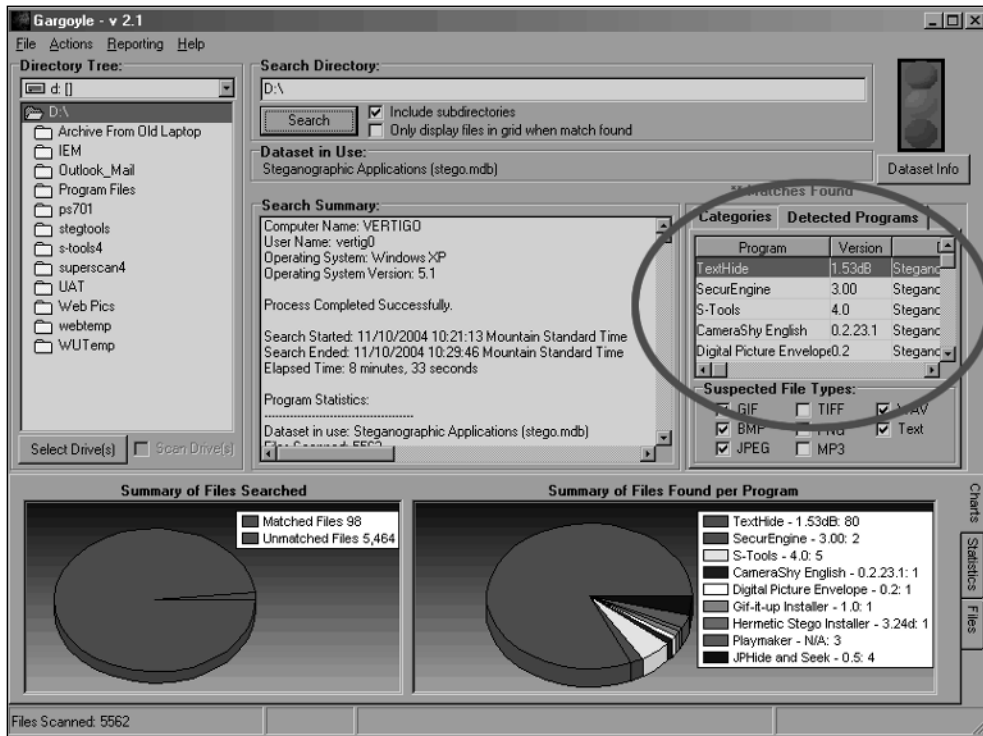 Gargoyle - v 2.1
File Actions Reporting Help
Directory Tree:
d: []
D:\
Archive From Old Laptop
IEM
Outlook_Mail
Program Files
ps701
stegtools
s-tools4
superscan4
UAT
Web Pics
webtemp
WUTemp
Select Drive(s) Scan Drive(s)
Search Directory:
D:\
Search
Include subdirectories
Only display files in grid when match found
Dataset in Use:
Steganographic Applications (stego.mdb)
Dataset Info
Search Summary:
Computer Name: VERTIGO
User Name: vertig0
Operating System: Windows XP
Operating System Version: 5.1
Process Completed Successfully.
Search Started: 11/10/2004 10:21:13 Mountain Standard Time
Search Ended: 11/10/2004 10:29:46 Mountain Standard Time
Elapsed Time: 8 minutes, 33 seconds
Program Statistics:
----------------------------------------
Dataset in use: Steganographic Applications (stego.mdb)
Files Scanned: 5562
Matches Found
Categories Detected Programs
Program Version
TextHide 1.53dB Stegano
SecurEngine 3.00 Stegano
S-Tools 4.0 Stegano
CameraShy English 0.2.23.1 Stegano
Digital Picture Envelope 0.2 Stegano
Suspected File Types:
GIF TIFF WAV
BMP PNG Text
JPEG MP3
Summary of Files Searched
Matched Files 98
Unmatched Files 5,464
Summary of Files Found per Program
TextHide - 1.53dB: 80
SecurEngine - 3.00: 2
S-Tools - 4.0: 5
CameraShy English - 0.2.23.1: 1
Digital Picture Envelope - 0.2: 1
Gif-it-up Installer - 1.0: 1
Hermetic Stego Installer - 3.24d: 1
Playmaker - N/A: 3
JPHide and Seek - 0.5: 4
Charts
Statistics
Files
Files Scanned: 5562